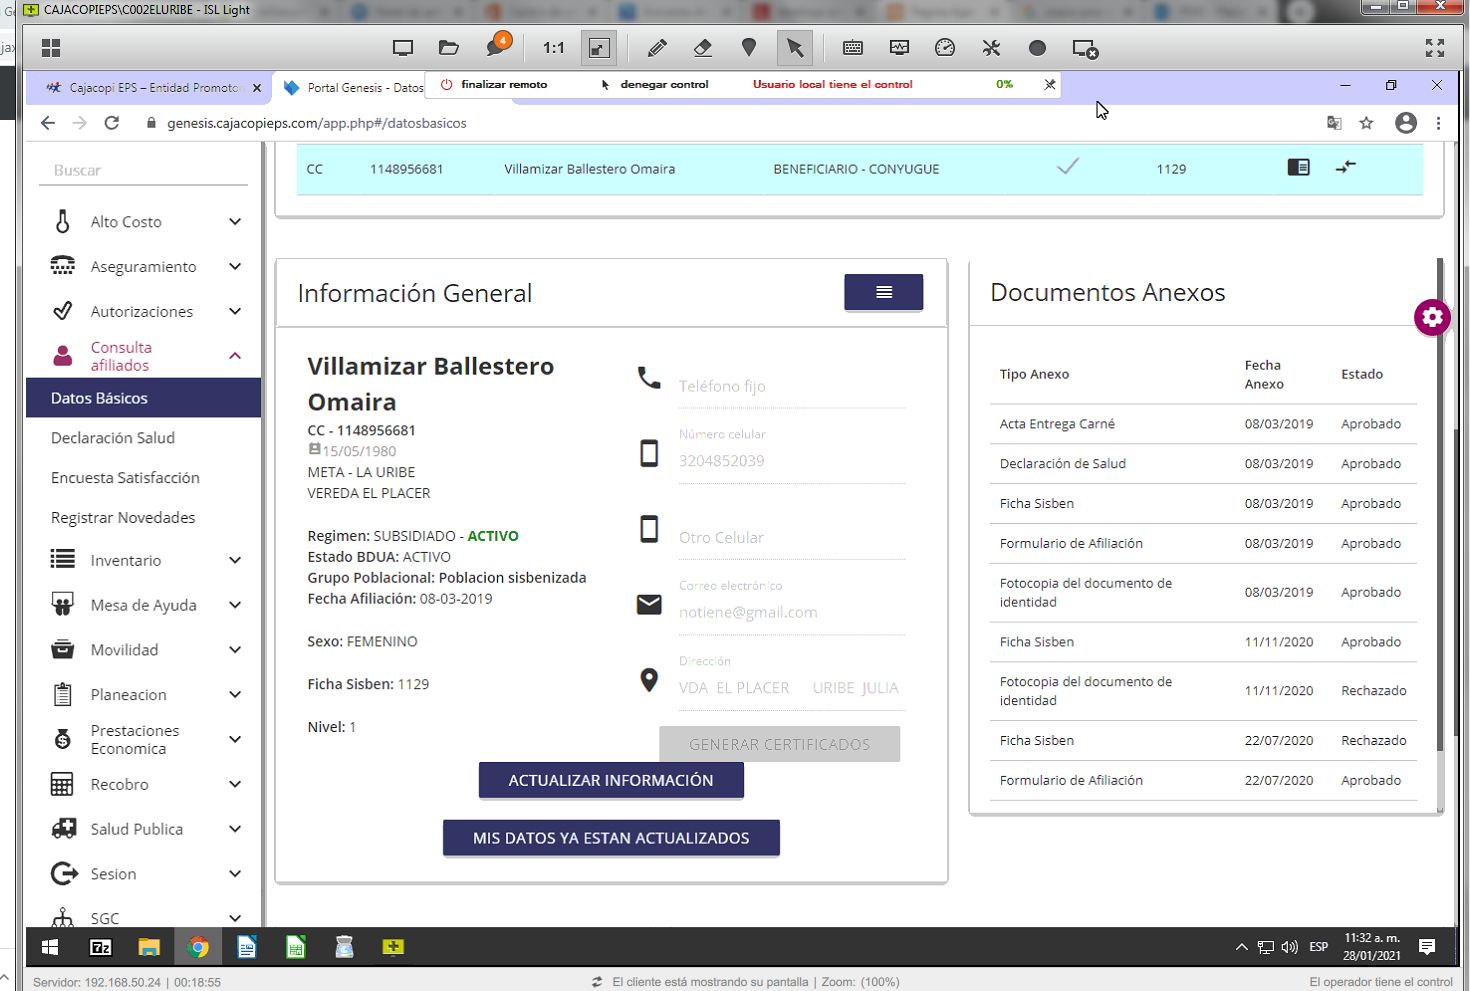 CAJACOPIEPS\C002ELURIBE - ISL Light
4
1:1
Cajacopi EPS – Entidad Promotor
Portal Genesis - Datos
finalizar remoto
denegar control
Usuario local tiene el control
0%
genesis.cajacopieps.com/app.php#/datosbasicos
Buscar
CC 1148956681 Villamizar Ballestero Omaira BENEFICIARIO - CONYUGUE 1129
Alto Costo
Aseguramiento
Autorizaciones
Consulta
afiliados
Datos Básicos
Declaración Salud
Encuesta Satisfacción
Registrar Novedades
Inventario
Mesa de Ayuda
Movilidad
Planeacion
Prestaciones
Economica
Recobro
Salud Publica
Sesion
SGC
Información General
Villamizar Ballestero
Omaira
CC - 1148956681
15/05/1980
META - LA URIBE
VEREDA EL PLACER
Regimen: SUBSIDIADO - ACTIVO
Estado BDUA: ACTIVO
Grupo Poblacional: Poblacion sisbenizada
Fecha Afiliación: 08-03-2019
Sexo: FEMENINO
Ficha Sisben: 1129
Nivel: 1
Teléfono fijo
Número celular
3204852039
Otro Celular
Correo electrónico
notiene@gmail.com
Dirección
VDA EL PLACER URIBE JULIA
GENERAR CERTIFICADOS
ACTUALIZAR INFORMACIÓN
MIS DATOS YA ESTAN ACTUALIZADOS
Documentos Anexos
Tipo Anexo Fecha Anexo Estado
Acta Entrega Carné 08/03/2019 Aprobado
Declaración de Salud 08/03/2019 Aprobado
Ficha Sisben 08/03/2019 Aprobado
Formulario de Afiliación 08/03/2019 Aprobado
Fotocopia del documento de
identidad 08/03/2019 Aprobado
Ficha Sisben 11/11/2020 Aprobado
Fotocopia del documento de
identidad 11/11/2020 Rechazado
Ficha Sisben 22/07/2020 Rechazado
Formulario de Afiliación 22/07/2020 Aprobado
7z
ESP
11:32 a. m.
28/01/2021
Servidor: 192.168.50.24 | 00:18:55
El cliente está mostrando su pantalla | Zoom: (100%)
El operador tiene el control